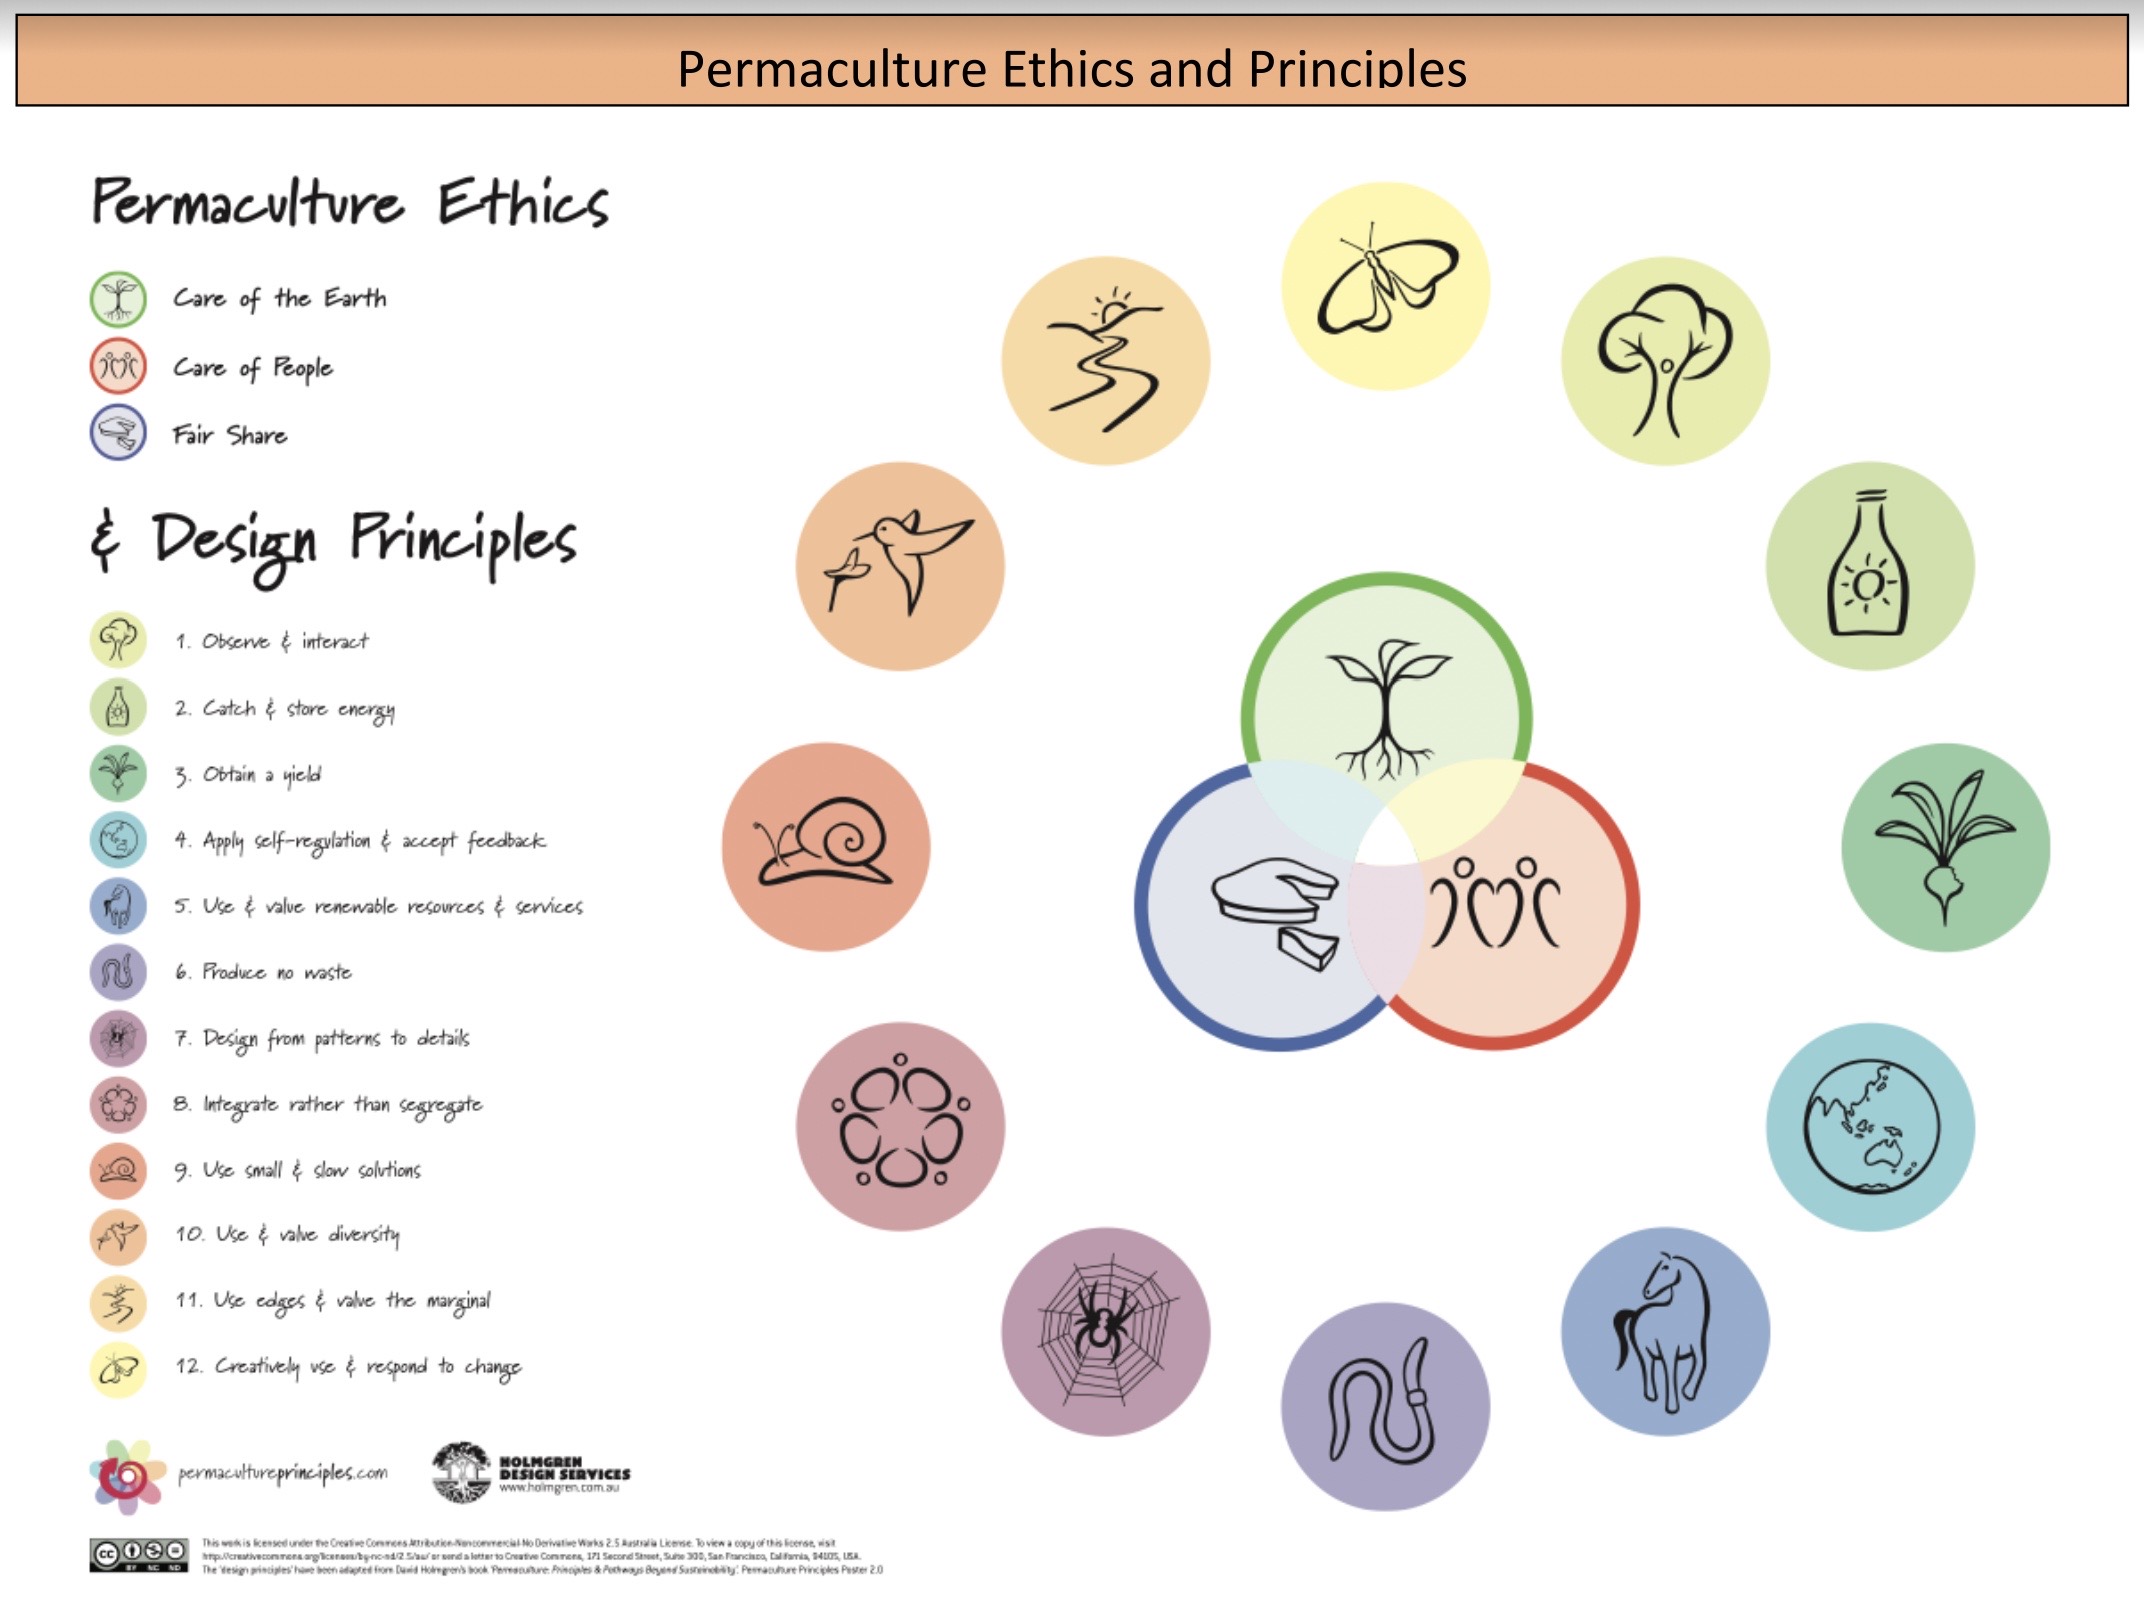 Permaculture Ethics and Principles
Permaculture Ethics
Care of the Earth
Care of People
Fair Share
& Design Principles
1. Observe & interact
2. Catch & store energy
3. Obtain a yield
4. Apply self-regulation & accept feedback
5. Use & value renewable resources & services
6. Produce no waste
7. Design from patterns to details
8. Integrate rather than segregate
9. Use small & slow solutions
10. Use & value diversity
11. Use edges & value the marginal
12. Creatively use & respond to change
permacultureprinciples.com
HOLMGREN
DESIGN SERVICES
www.holmgren.com.au
cc
BY NC ND
This work is licensed under the Creative Commons Attribution-Noncommercial-No Derivative Works 2.5 Australia License. To view a copy of this license, visit
http://creativecommons.org/licenses/by-nc-nd/2.5/au/ or send a letter to Creative Commons, 171 Second Street, Suite 300, San Francisco, California, 94105, USA.
The 'design principles' have been adapted from David Holmgren's book 'Permaculture: Principles & Pathways Beyond Sustainability'. Permaculture Principles Poster 2.0